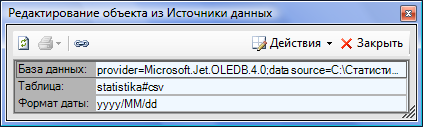 Редактирование объекта из Источники данных
Действия Закрыть
База данных: provider=Microsoft.Jet.OLEDB.4.0;data source=C:\Статисти...
Таблица: statistika#csv
Формат даты: yyyy/MM/dd